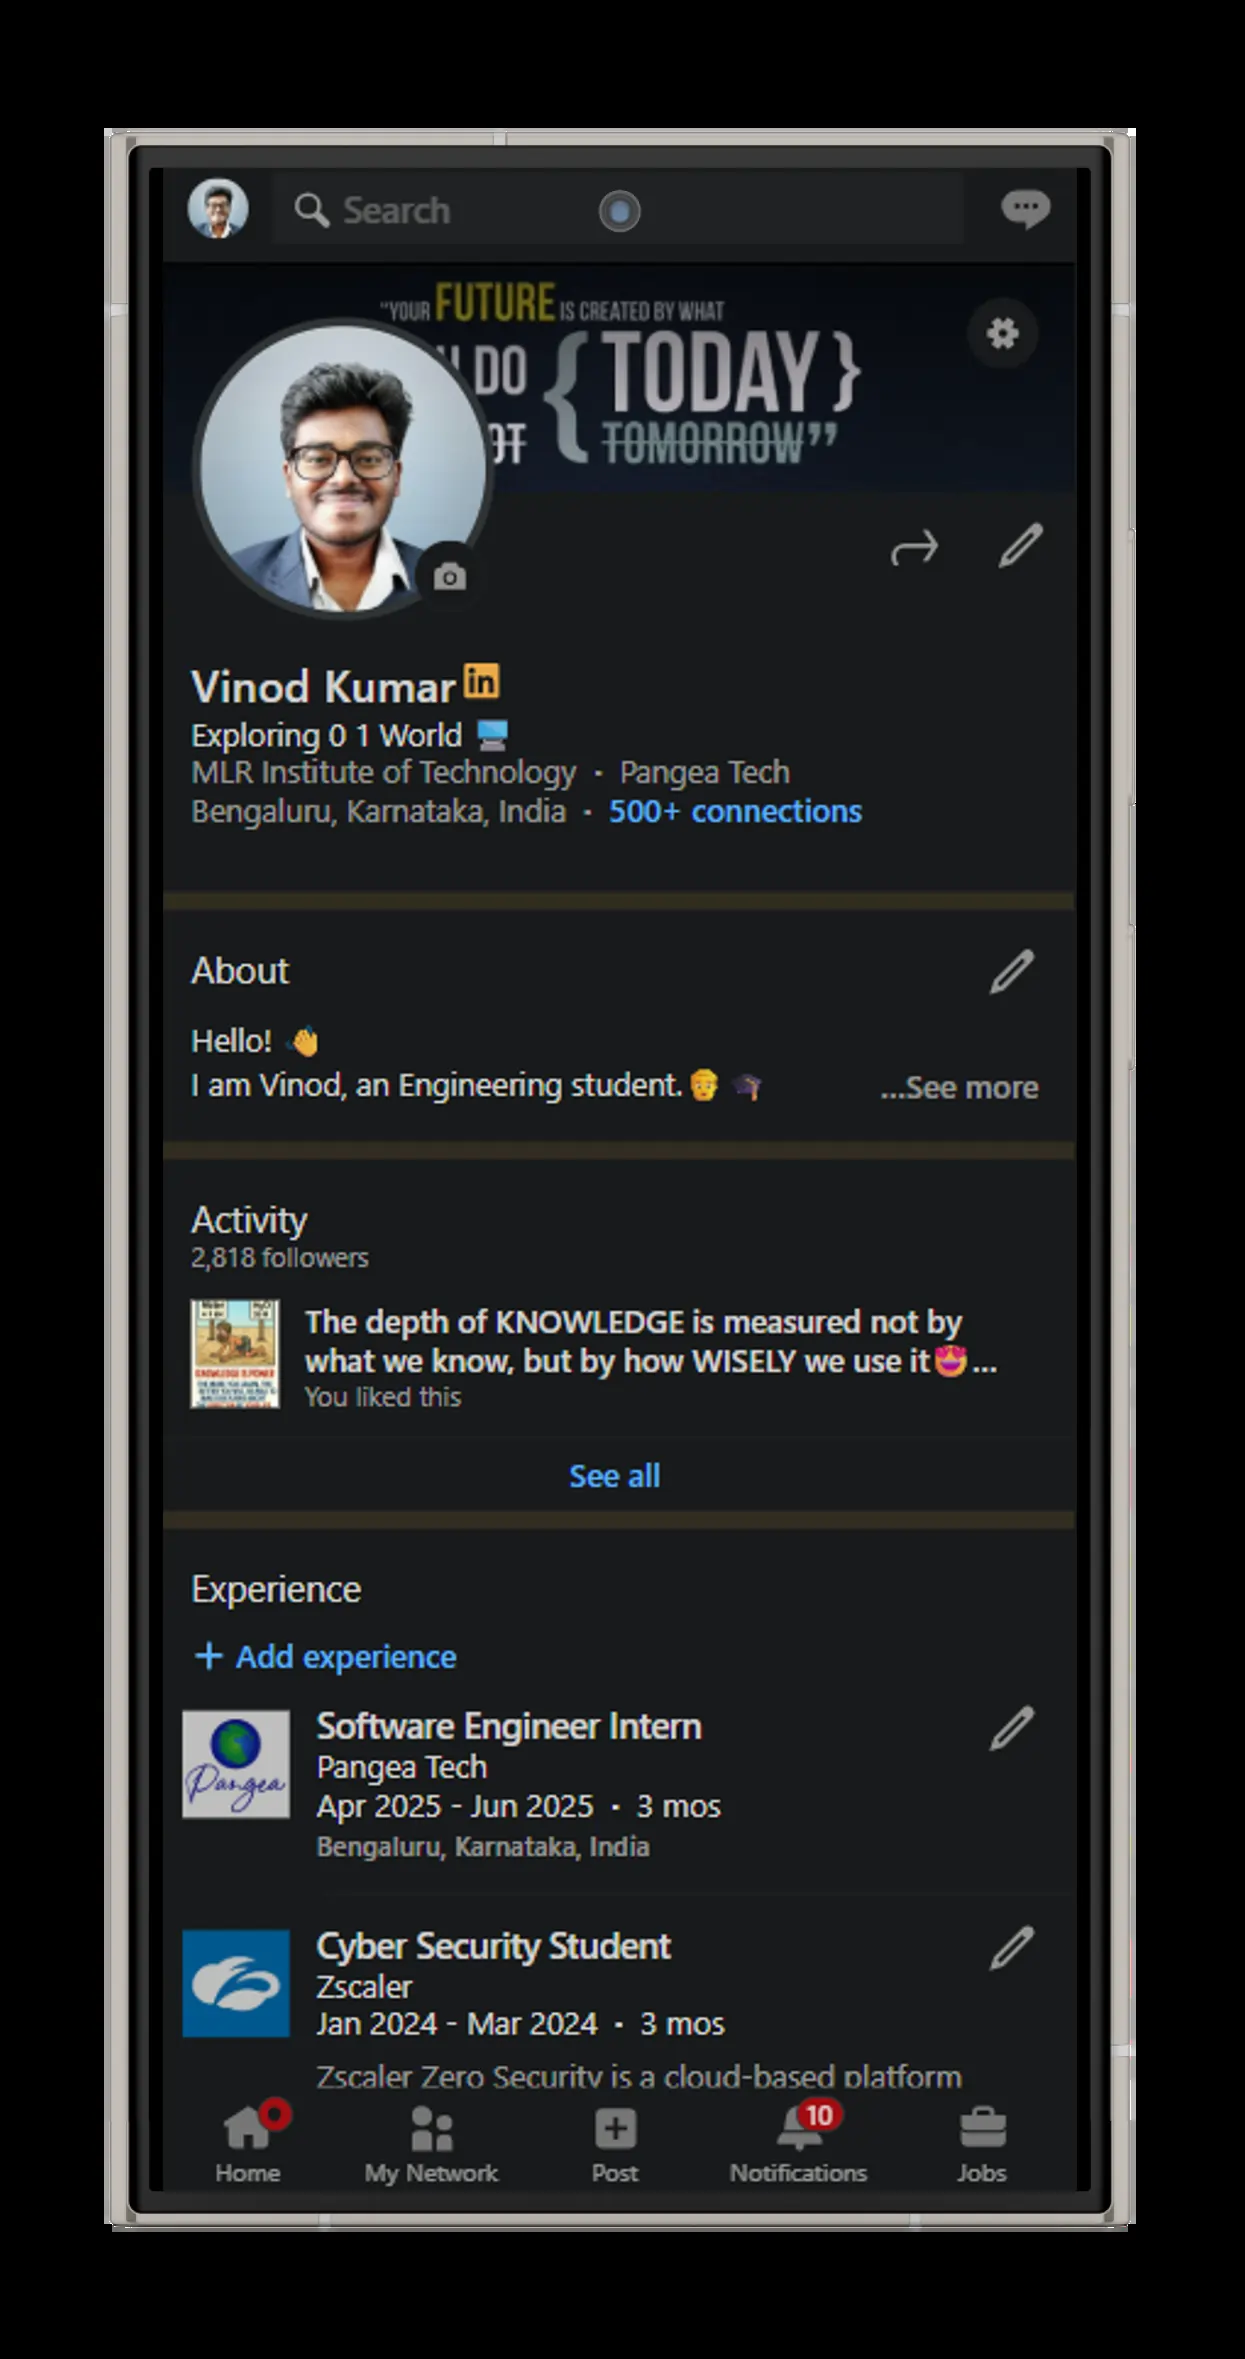 Search
"YOUR FUTURE IS CREATED BY WHAT
DO { TODAY }
TOMORROW"
Vinod Kumar in
Exploring 0 1 World
MLR Institute of Technology · Pangea Tech
Bengaluru, Karnataka, India · 500+ connections
About
Hello! 👋
I am Vinod, an Engineering student. ...See more
Activity
2,818 followers
KNOWLEDGE IS POWER
The depth of KNOWLEDGE is measured not by
what we know, but by how WISELY we use it😍...
You liked this
See all
Experience
+ Add experience
Software Engineer Intern
Pangea
Pangea Tech
Apr 2025 - Jun 2025 · 3 mos
Bengaluru, Karnataka, India
Cyber Security Student
Zscaler
Jan 2024 - Mar 2024 · 3 mos
Zscaler Zero Security is a cloud-based platform
10
Home My Network Post Notifications Jobs